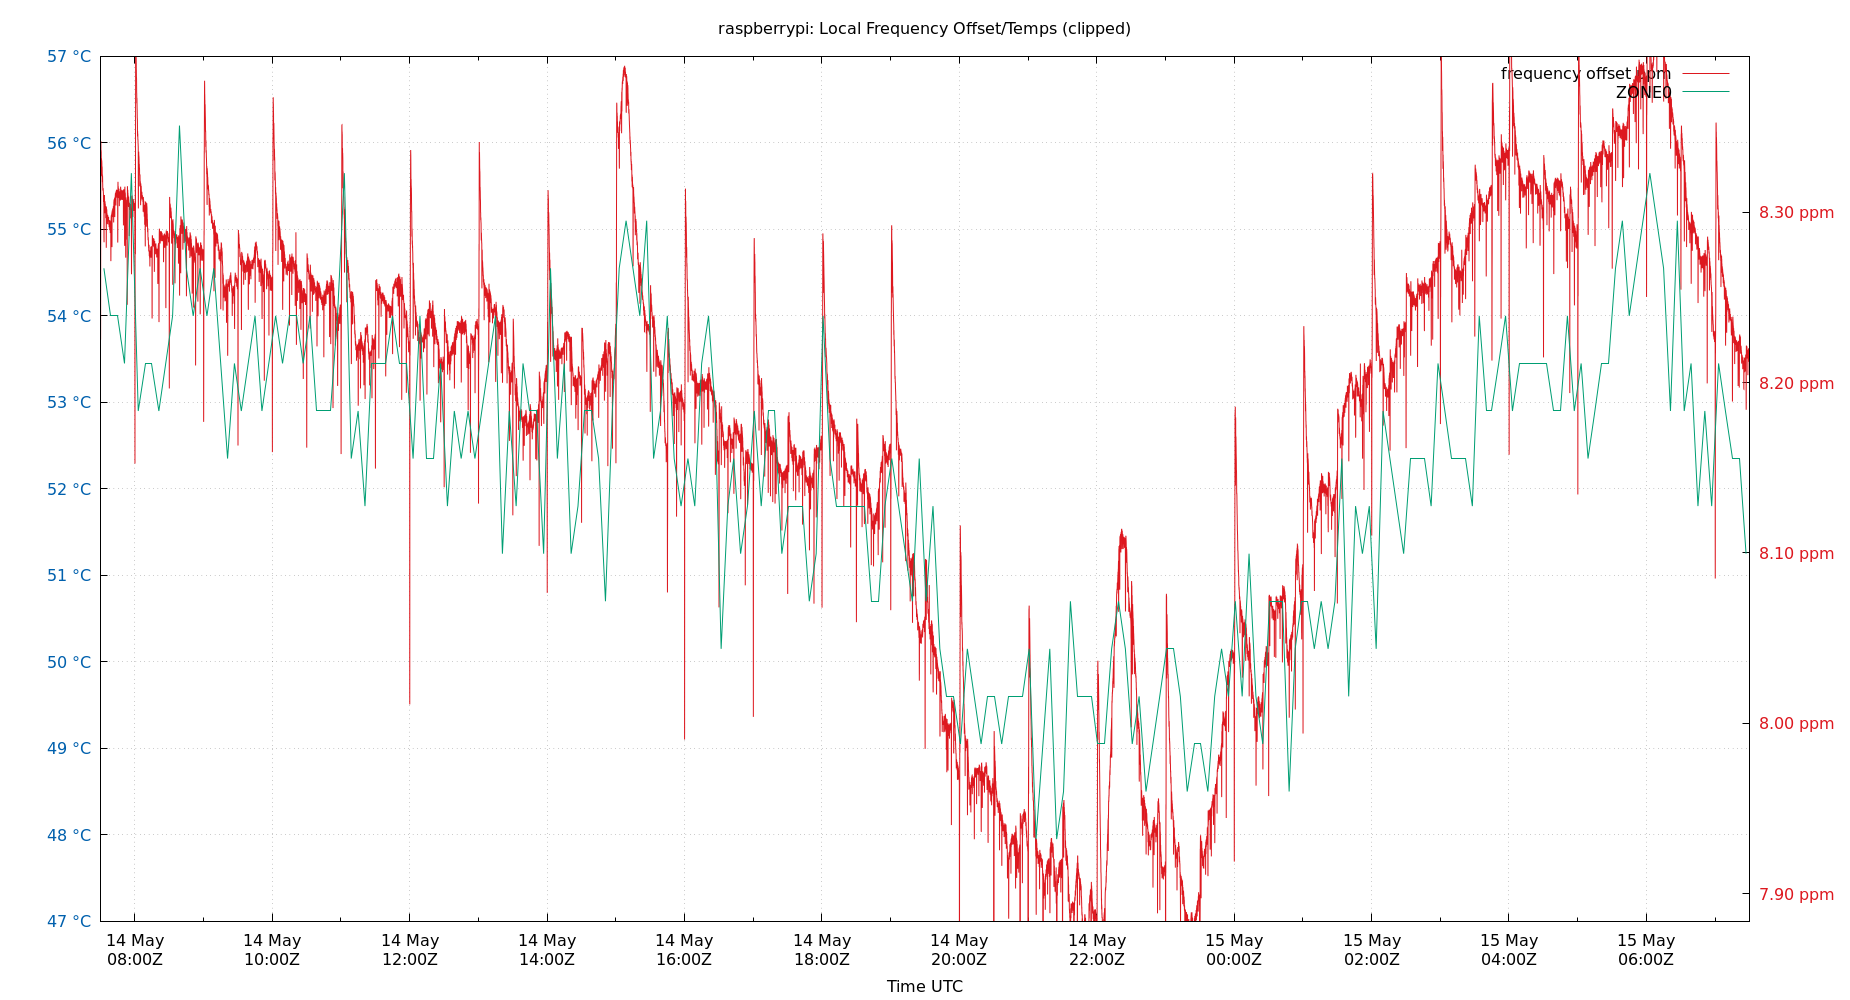 raspberrypi: Local Frequency Offset/Temps (clipped)
57 °C
56 °C
55 °C
54 °C
53 °C
52 °C
51 °C
50 °C
49 °C
48 °C
47 °C
frequency offset ppm
ZONE0
8.30 ppm
8.20 ppm
8.10 ppm
8.00 ppm
7.90 ppm
14 May 14 May 14 May 14 May 14 May 14 May 14 May 14 May 15 May 15 May 15 May 15 May
08:00Z 10:00Z 12:00Z 14:00Z 16:00Z 18:00Z 20:00Z 22:00Z 00:00Z 02:00Z 04:00Z 06:00Z
Time UTC